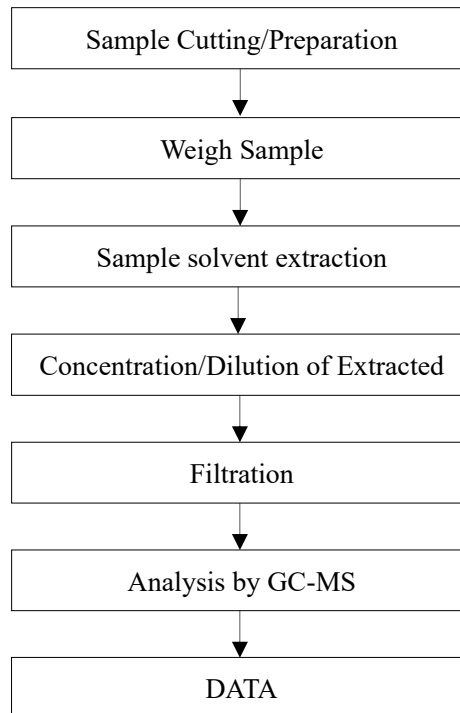 Sample Cutting/Preparation
Weigh Sample
Sample solvent extraction
Concentration/Dilution of Extracted
Filtration
Analysis by GC-MS
DATA